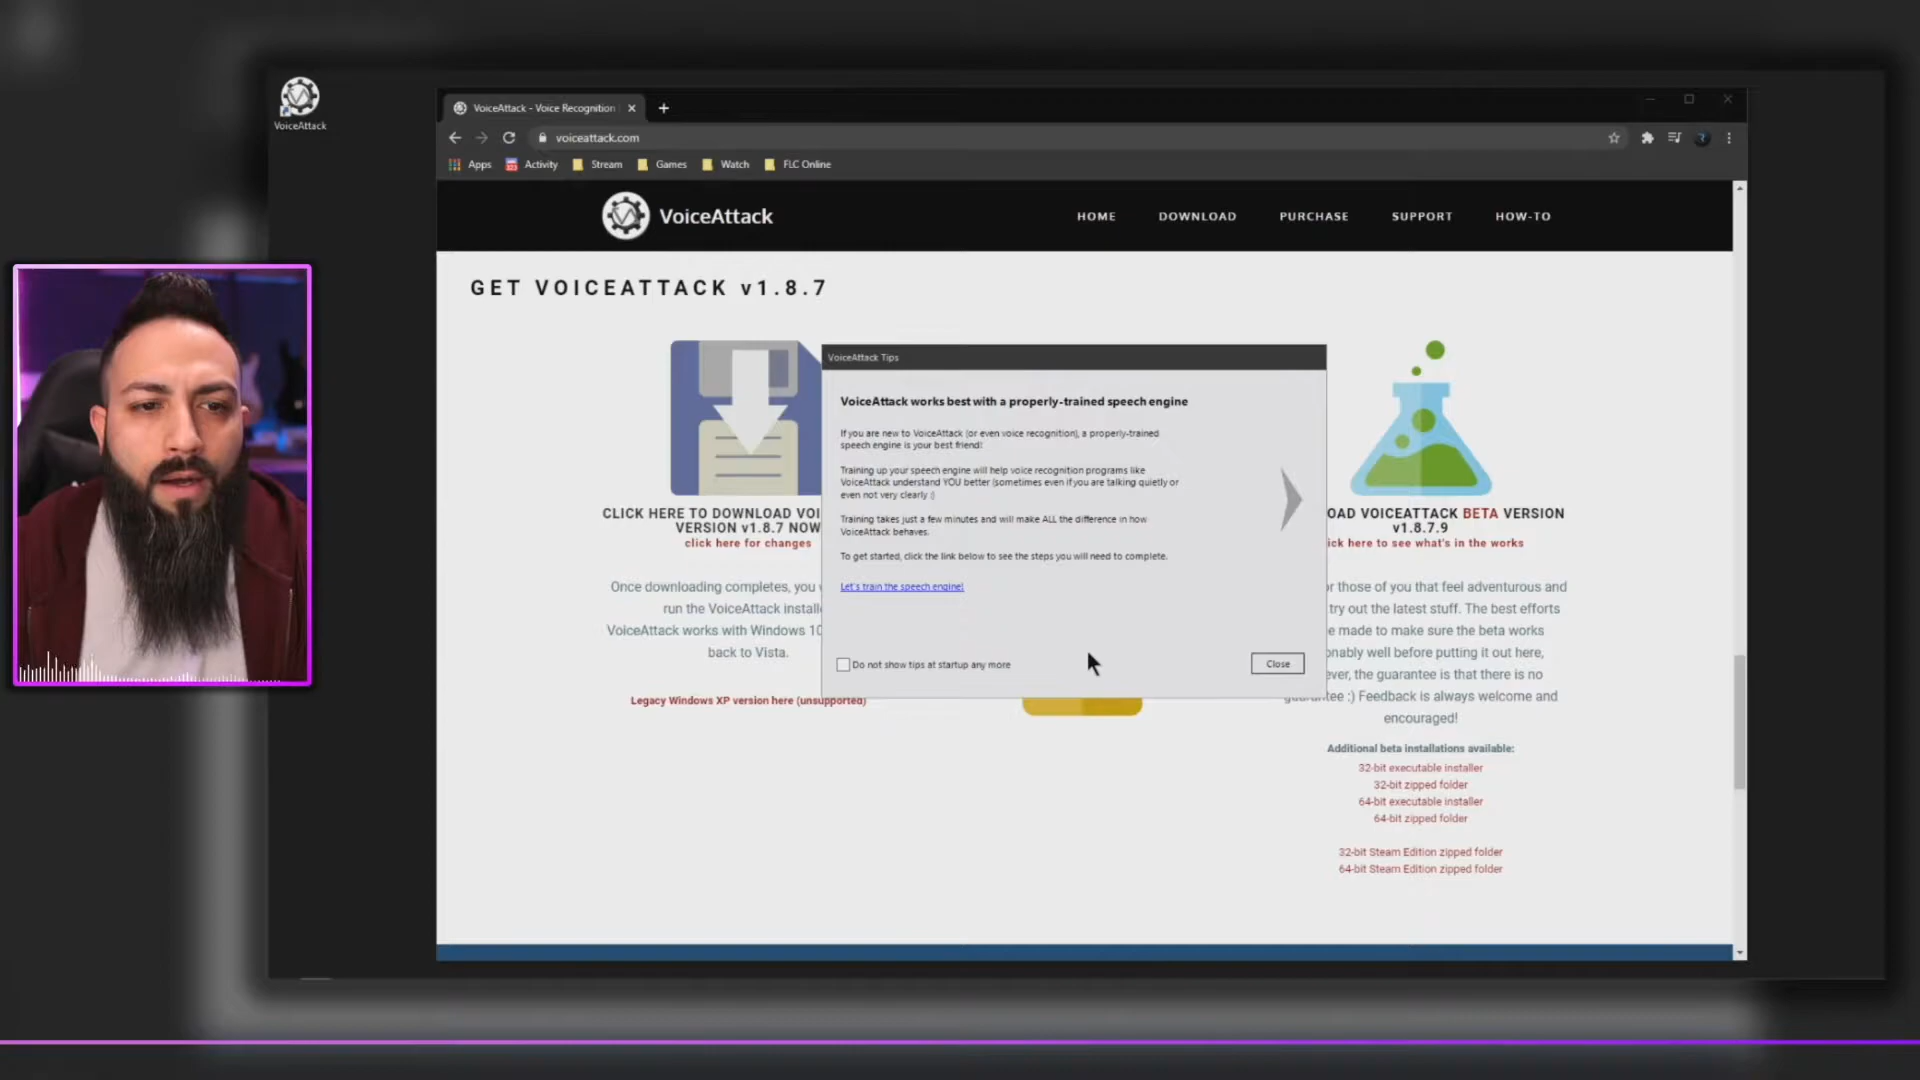 VoiceAttack
VoiceAttack - Voice Recognition
voiceattack.com
Apps
Activity
Stream
Games
Watch
FLC Online
VoiceAttack
HOME
DOWNLOAD
PURCHASE
SUPPORT
HOW-TO
GET VOICEATTACK v1.8.7
CLICK HERE TO DOWNLOAD VOI
VERSION v1.8.7 NOW
click here for changes
Once downloading completes, you
run the VoiceAttack install
VoiceAttack works with Windows 10
back to Vista.
Legacy Windows XP version here (unsupported)
VoiceAttack Tips
VoiceAttack works best with a properly-trained speech engine
If you are new to VoiceAttack (or even voice recognition), a properly-trained
speech engine is your best friend!
Training up your speech engine will help voice recognition programs like
VoiceAttack understand YOU better (sometimes even if you are talking quietly or
even not very clearly :)
Training takes just a few minutes and will make ALL the difference in how
VoiceAttack behaves.
To get started, click the link below to see the steps you will need to complete.
Let's train the speech engine!
Do not show tips at startup any more
Close
OAD VOICEATTACK BETA VERSION
v1.8.7.9
ick here to see what's in the works
r those of you that feel adventurous and
try out the latest stuff. The best efforts
e made to make sure the beta works
onably well before putting it out here,
ever, the guarantee is that there is no
guarantee :) Feedback is always welcome and
encouraged!
Additional beta installations available:
32-bit executable installer
32-bit zipped folder
64-bit executable installer
64-bit zipped folder
32-bit Steam Edition zipped folder
64-bit Steam Edition zipped folder